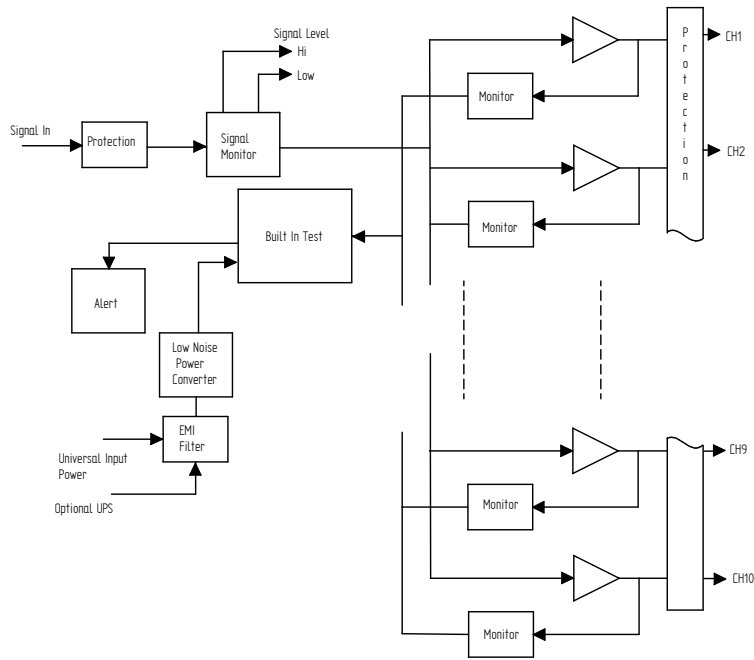 Signal Level
Hi
Low
Signal In
Protection
Signal
Monitor
Monitor
Protection
CH1
CH2
Monitor
Built In Test
Alert
Low Noise
Power
Converter
EMI
Filter
Universal Input
Power
Optional UPS
CH9
Monitor
CH10
Monitor